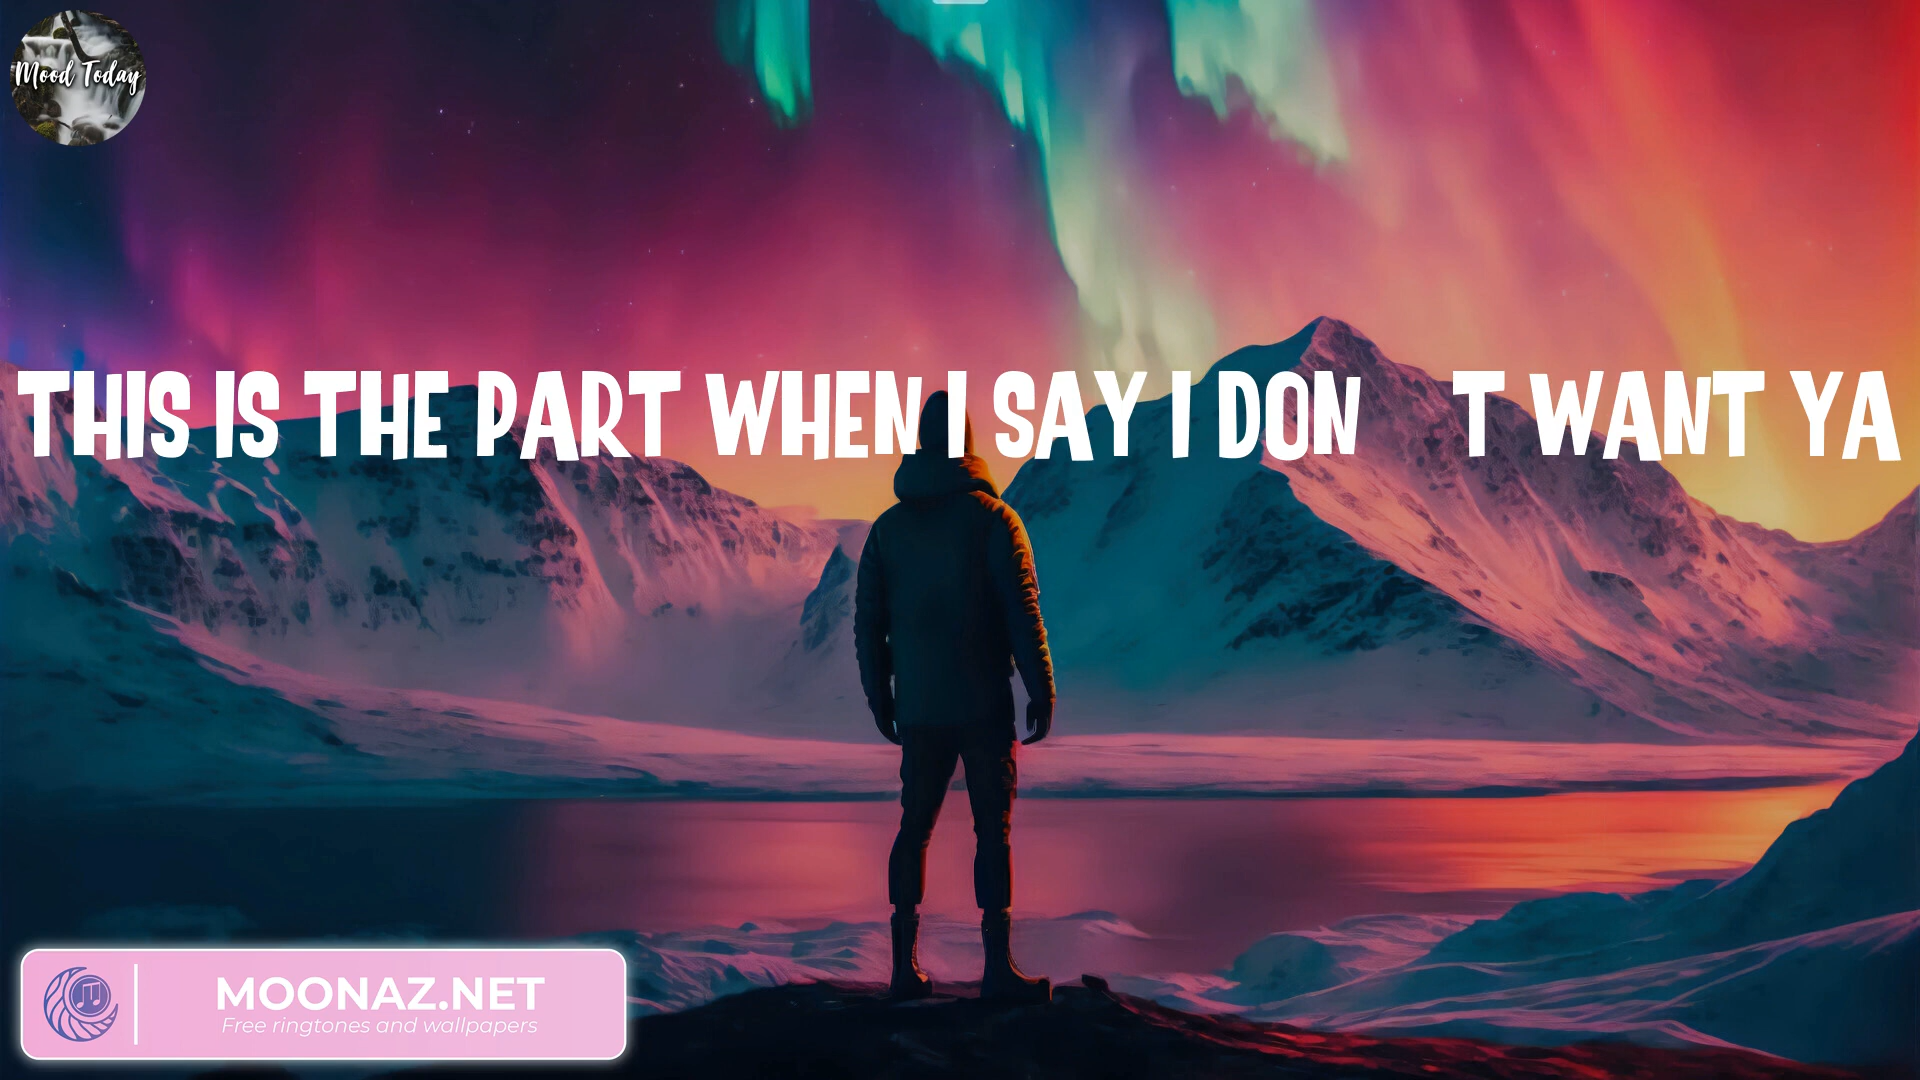 Mood Today
THIS IS THE PART WHEN I SAY I DON T WANT YA
MOONAZ.NET
Free ringtones and wallpapers